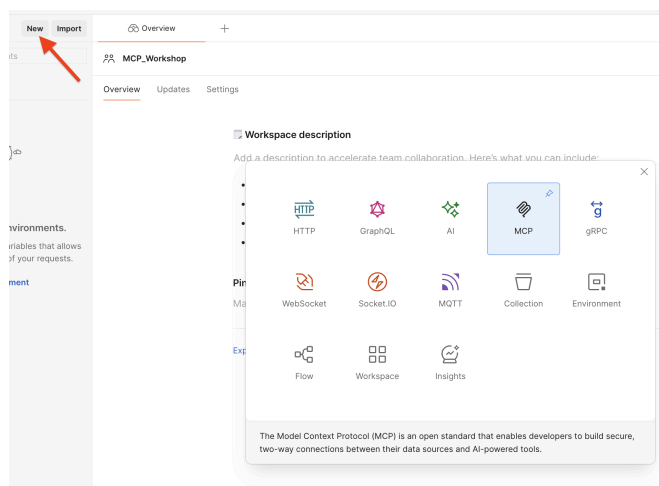 New Import
Overview
MCP_Workshop
Overview Updates Settings
Workspace description
Add a description to accelerate team collaboration. Here's what you can include:
HTTP
HTTP GraphQL AI MCP gRPC
nvironments.
ariables that allows
of your requests.
ment
Pin
Ma
Exp
WebSocket Socket.IO MQTT Collection Environment
Flow Workspace Insights
The Model Context Protocol (MCP) is an open standard that enables developers to build secure,
two-way connections between their data sources and AI-powered tools.